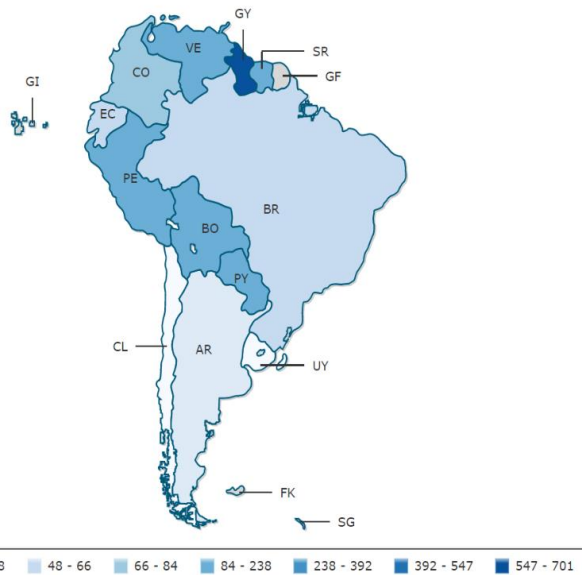 GY
VE
SR
GF
CO
GI
EC
PE
BR
BO
PY
CL
AR
UY
FK
SG
8 48 - 66 66 - 84 84 - 238 238 - 392 392 - 547 547 - 701